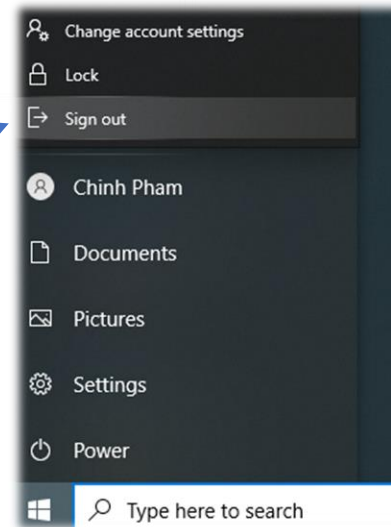 Change account settings
Lock
Sign out
Chinh Pham
Documents
Pictures
Settings
Power
Type here to search